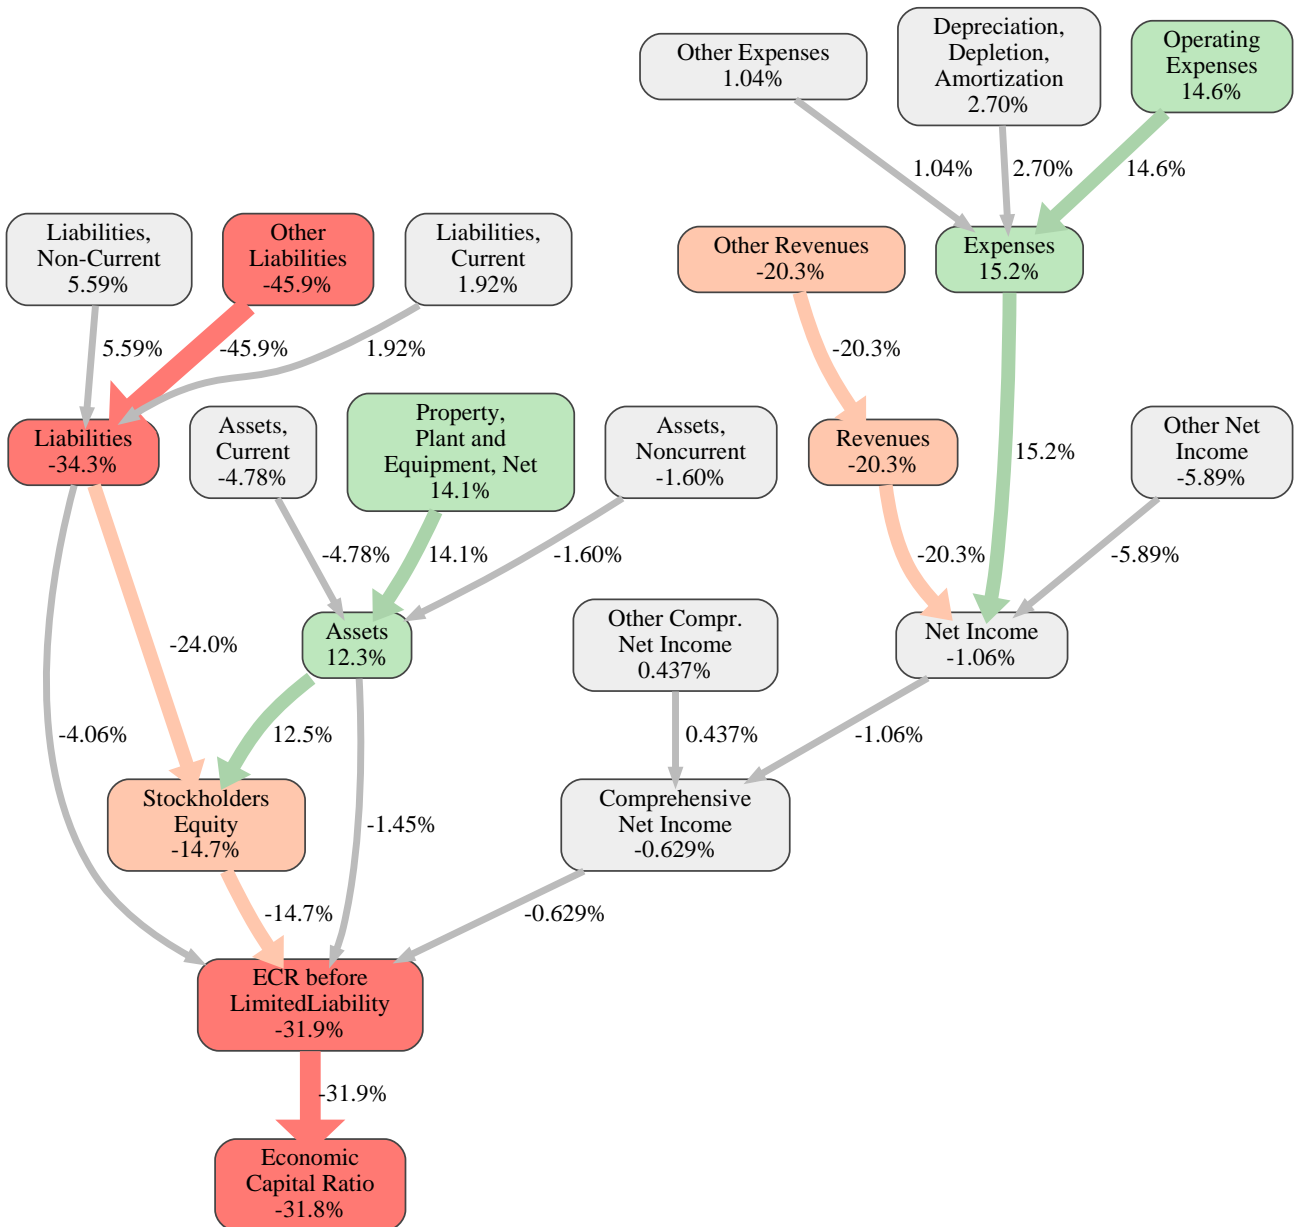 Other Expenses
1.04%
Depreciation,
Depletion,
Amortization
2.70%
Operating
Expenses
14.6%
1.04%
2.70%
14.6%
Liabilities,
Non-Current
5.59%
Other
Liabilities
-45.9%
Liabilities,
Current
1.92%
Other Revenues
-20.3%
Expenses
15.2%
5.59%
-45.9%
1.92%
-20.3%
Liabilities
-34.3%
Assets,
Current
-4.78%
Property,
Plant and
Equipment, Net
14.1%
Assets,
Noncurrent
-1.60%
Revenues
-20.3%
15.2%
Other Net
Income
-5.89%
-4.78%
14.1%
-1.60%
-20.3%
-5.89%
-24.0%
Assets
12.3%
Other Compr.
Net Income
0.437%
Net Income
-1.06%
-4.06%
12.5%
0.437%
-1.06%
Stockholders
Equity
-14.7%
-1.45%
Comprehensive
Net Income
-0.629%
-14.7%
-0.629%
ECR before
LimitedLiability
-31.9%
-31.9%
Economic
Capital Ratio
-31.8%